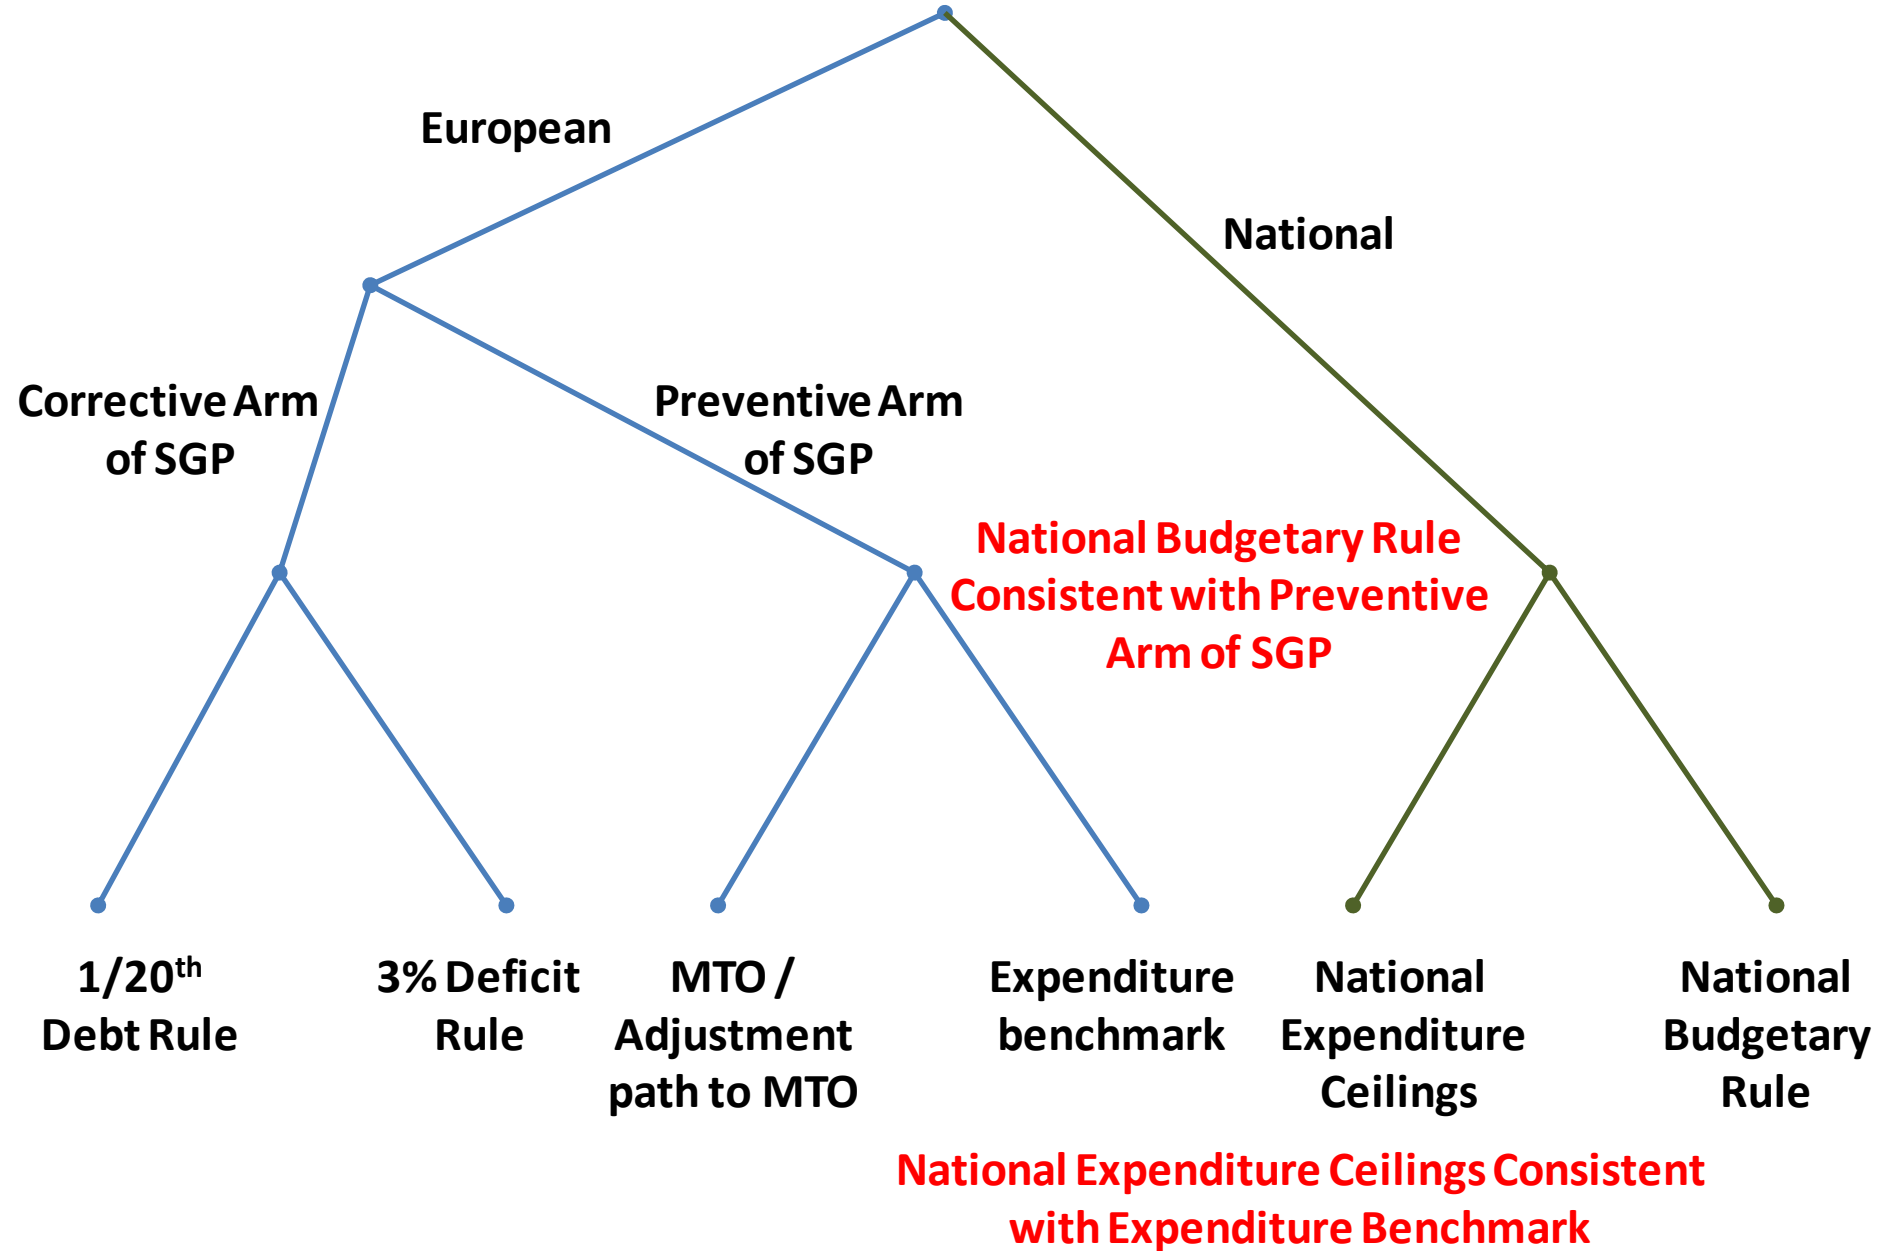 European
National
Corrective Arm
of SGP
Preventive Arm
of SGP
National Budgetary Rule
Consistent with Preventive
Arm of SGP
1/20th
Debt Rule
3% Deficit
Rule
MTO /
Adjustment
path to MTO
Expenditure
benchmark
National
Expenditure
Ceilings
National
Budgetary
Rule
National Expenditure Ceilings Consistent
with Expenditure Benchmark